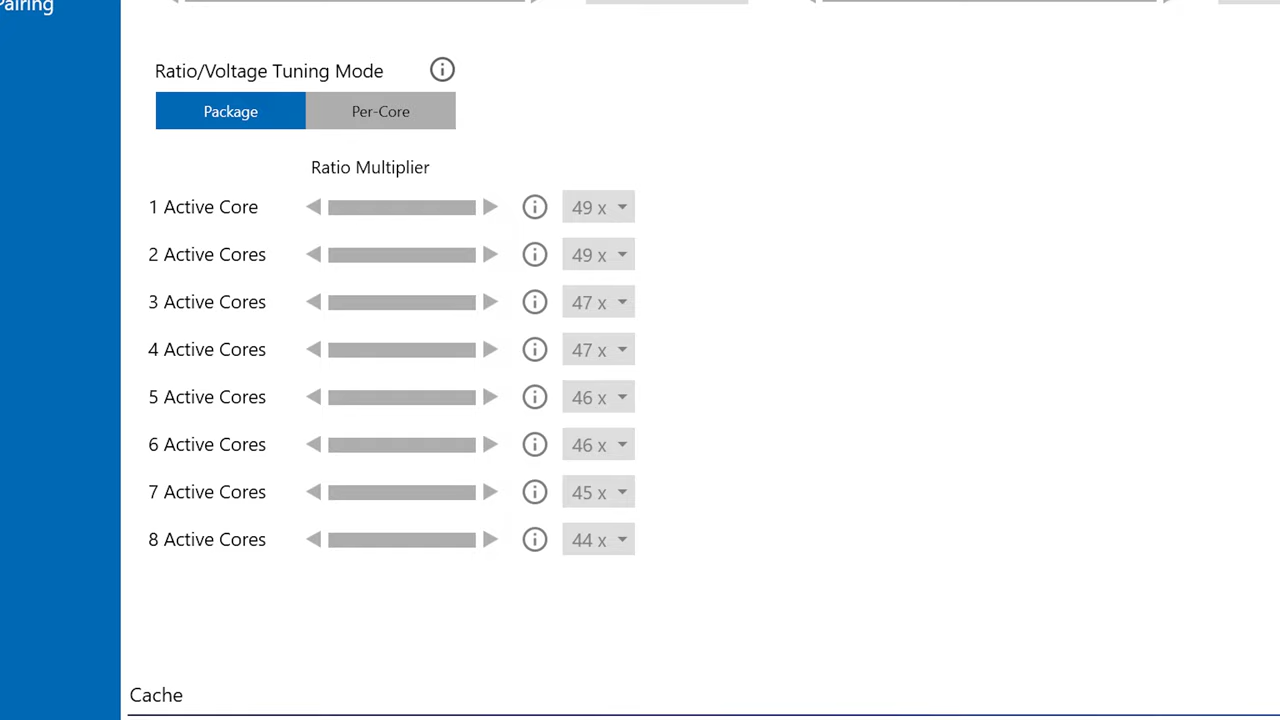 Pairing
Ratio/Voltage Tuning Mode
Package Per-Core
Ratio Multiplier
1 Active Core 49 x
2 Active Cores 49 x
3 Active Cores 47 x
4 Active Cores 47 x
5 Active Cores 46 x
6 Active Cores 46 x
7 Active Cores 45 x
8 Active Cores 44 x
Cache